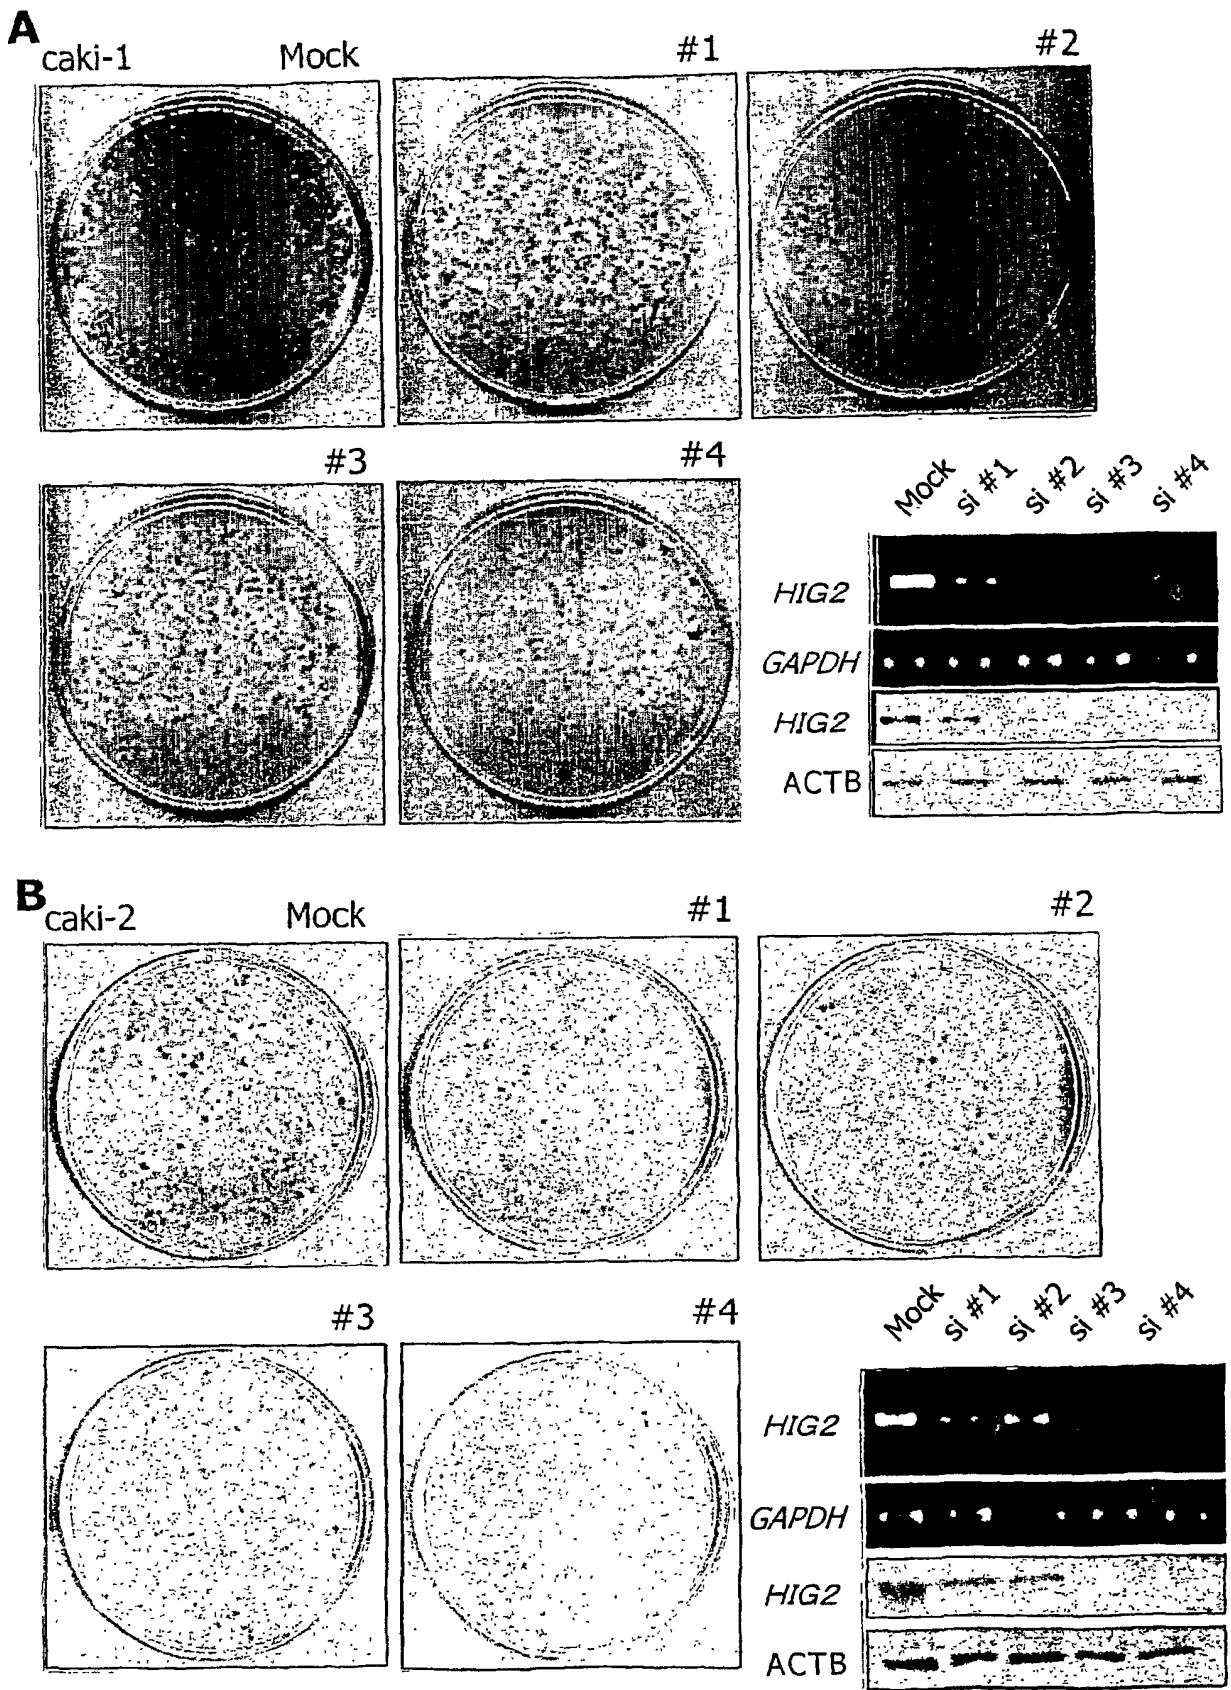 A
caki-1 Mock #1 #2
#3 #4
Mock si #1 si #2 si #3 si #4
HIG2
GAPDH
HIG2
ACTB
B
caki-2 Mock #1 #2
#3 #4
Mock si #1 si #2 si #3 si #4
HIG2
GAPDH
HIG2
ACTB